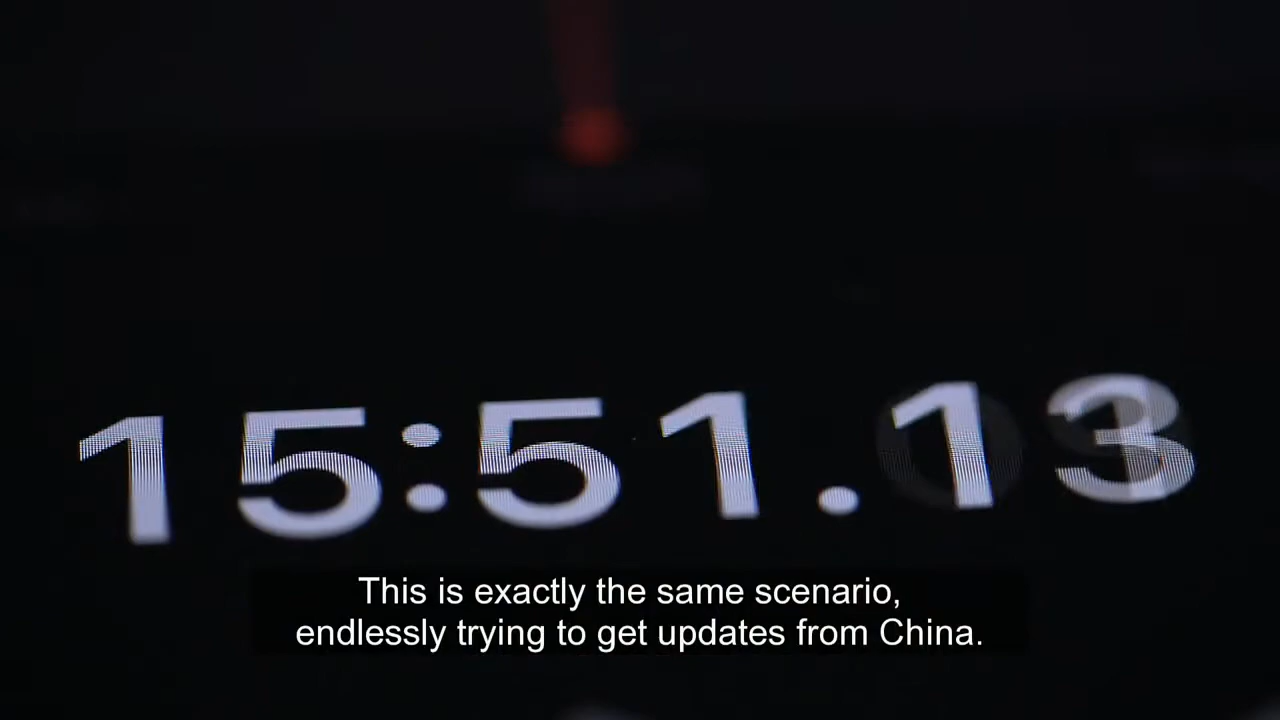 15:51.13
This is exactly the same scenario,
endlessly trying to get updates from China.